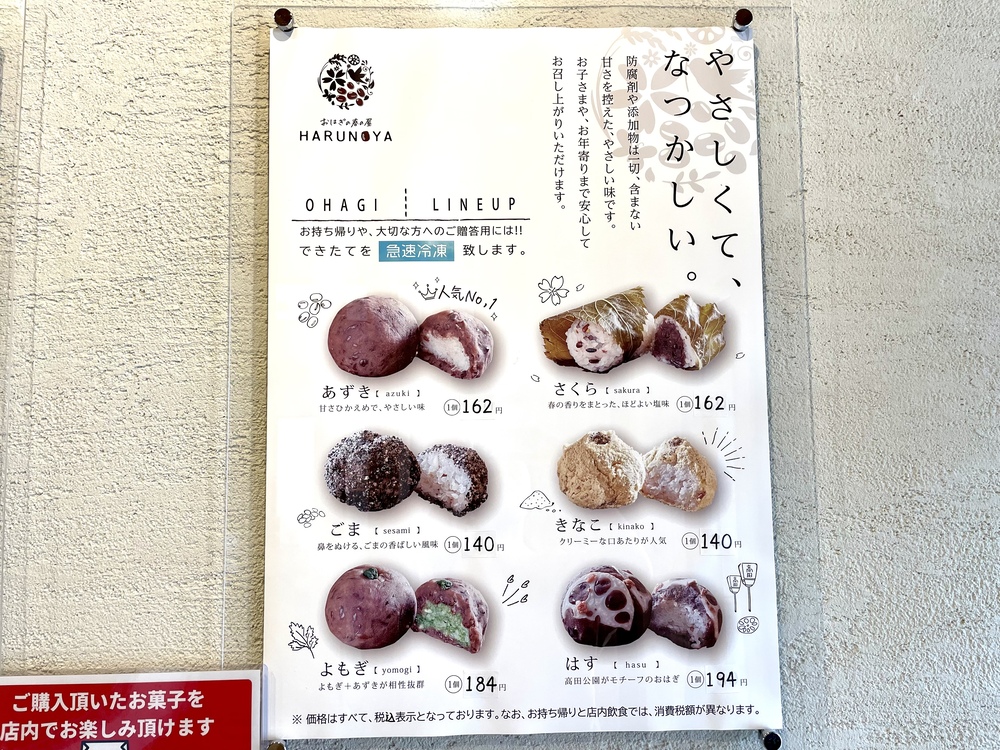 やさしくて、
なつかしい。
防腐剤や添加物は一切、含まない
甘さを控えた、やさしい味です。
お子さまや、お年寄りまで安心して
お召し上がりいただけます。
おはぎの春の屋
HARUNOYA
OHAGI LINEUP
お持ち帰りや、大切な方へのご贈答用には!!
できたてを 急速冷凍 致します。
人気No,1
あずき【 azuki 】
甘さひかえめで、やさしい味
1個 162円
さくら【 sakura 】
春の香りをまとった、ほどよい塩味
1個 162円
ごま【 sesami 】
鼻をぬける、ごまの香ばしい風味
1個 140円
きなこ【 kinako 】
クリーミーな口あたりが人気
1個 140円
よもぎ【 yomogi 】
よもぎ+あずきが相性抜群
1個 184円
高田
はす【 hasu 】
高田公園がモチーフのおはぎ
1個 194円
※ 価格はすべて、税込表示となっております。なお、お持ち帰りと店内飲食では、消費税額が異なります。
ご購入頂いたお菓子を
店内でお楽しみ頂けます